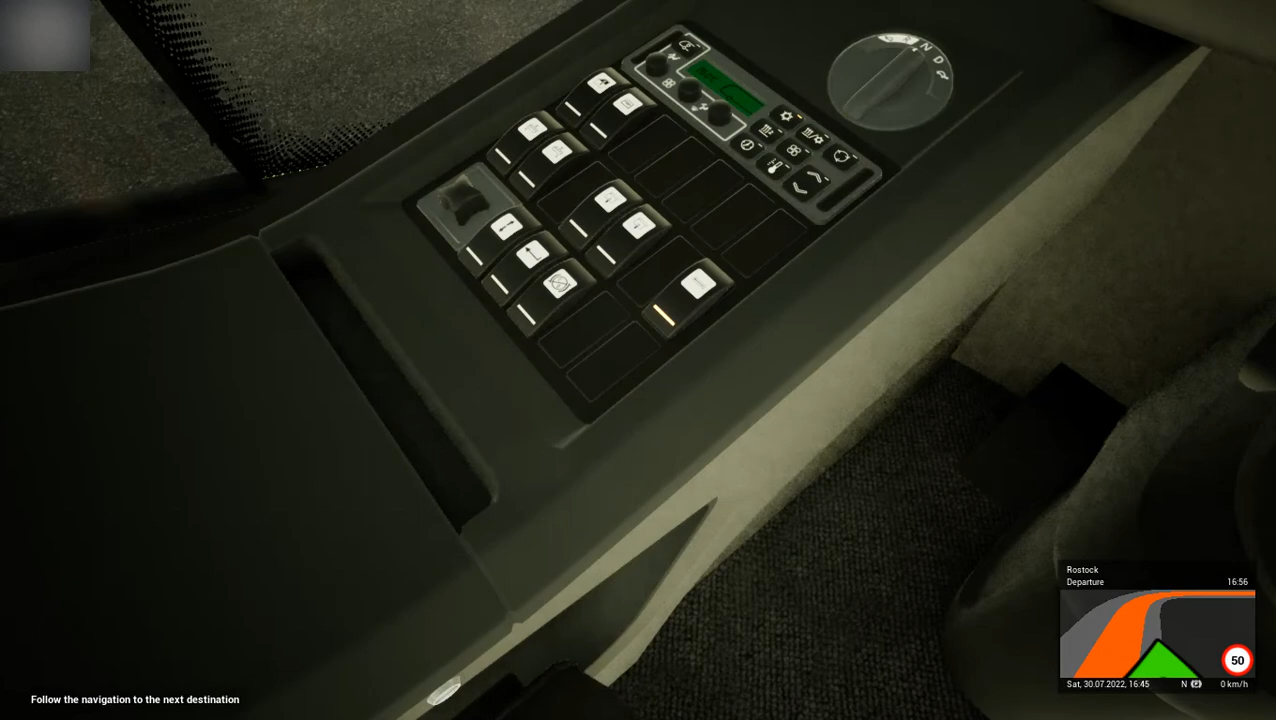 N
D
Rostock
Departure 16:56
50
Sat, 30.07.2022, 16:45 N P 0 km/h
Follow the navigation to the next destination